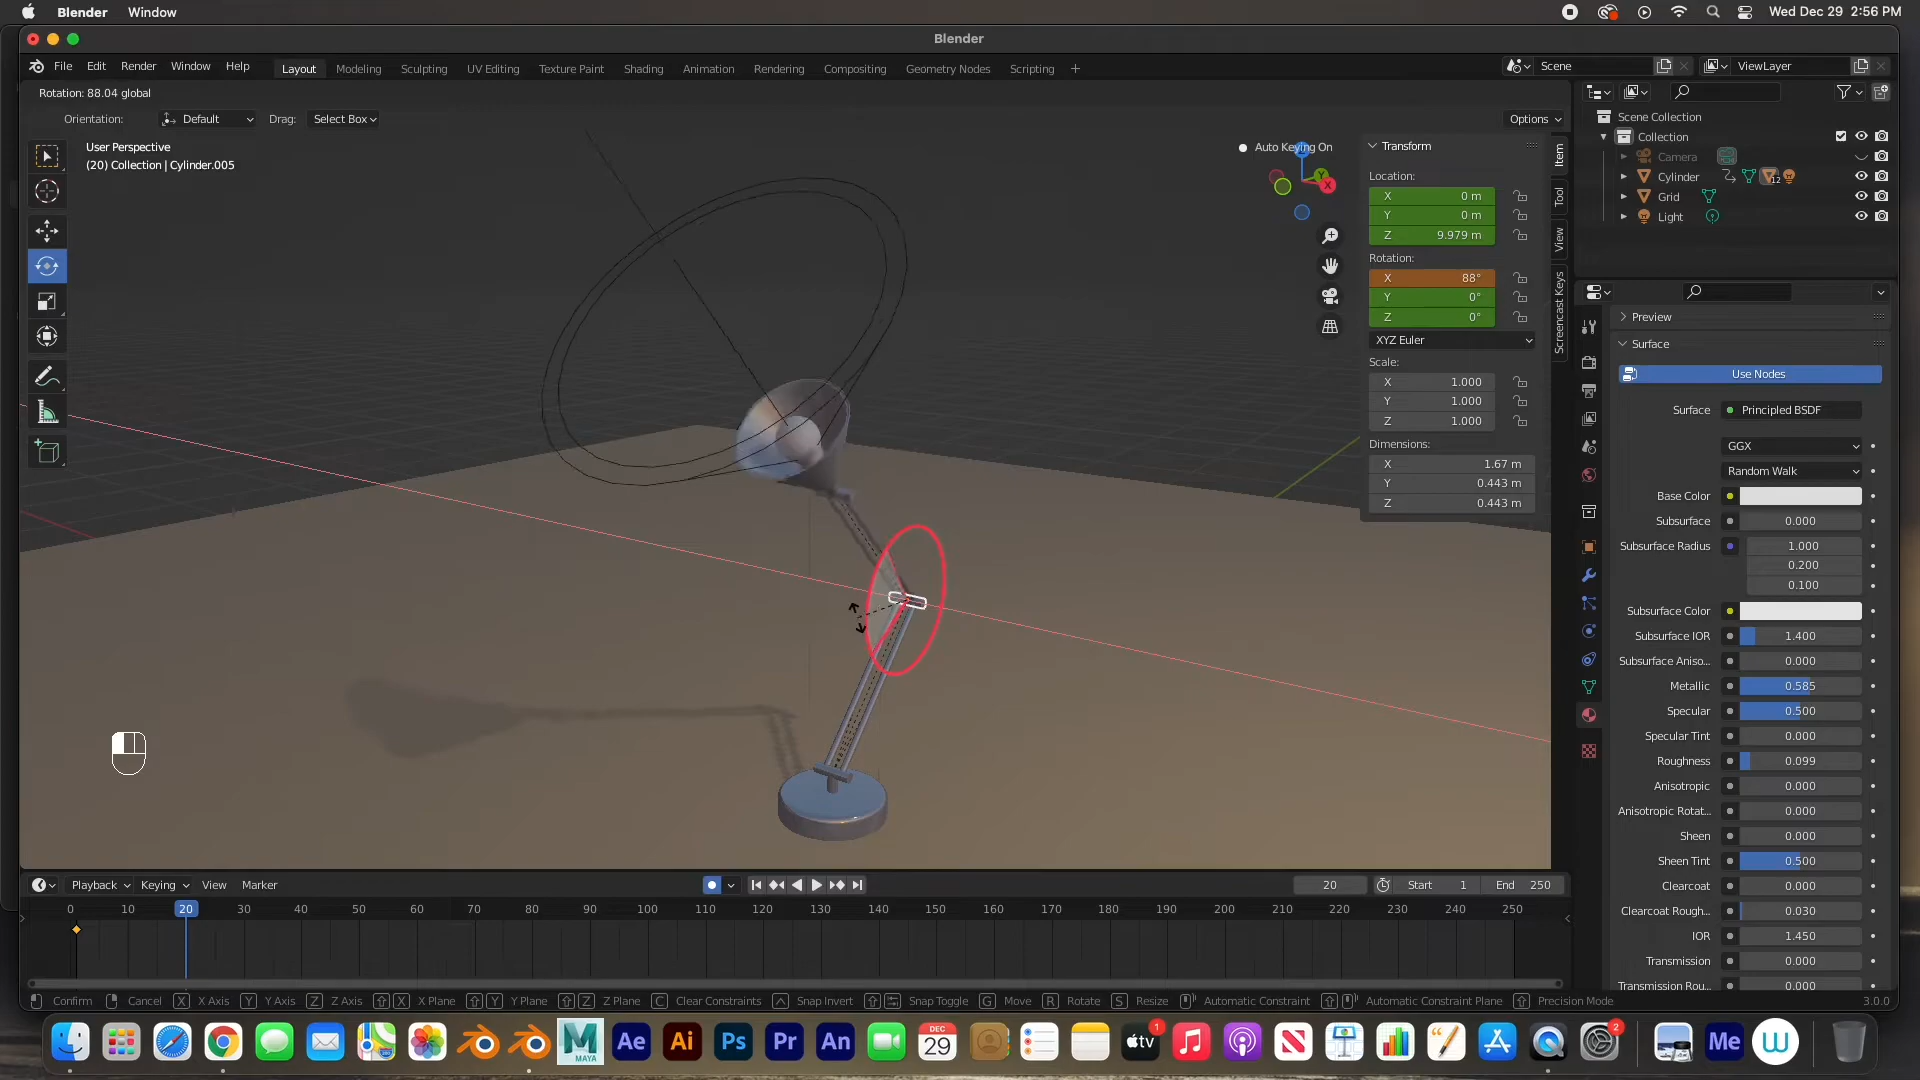 Blender Window Wed Dec 29 2:56 PM
Blender
File Edit Render Window Help Layout Modeling Sculpting UV Editing Texture Paint Shading Animation Rendering Compositing Geometry Nodes Scripting + Scene ViewLayer
Rotation: 88.04 global
Orientation: Default Drag: Select Box Options
User Perspective
(20) Collection | Cylinder.005
Auto Keying On
Y
X
Transform
Location:
X 0 m
Y 0 m
Z 9.979 m
Rotation:
X 88°
Y 0°
Z 0°
XYZ Euler
Scale:
X 1.000
Y 1.000
Z 1.000
Dimensions:
X 1.67 m
Y 0.443 m
Z 0.443 m
Item
Tool
View
Screencast Keys
Scene Collection
Collection
Camera
Cylinder 12
Grid
Light
Preview
Surface
Use Nodes
Surface Principled BSDF
GGX
Random Walk
Base Color
Subsurface 0.000
Subsurface Radius 1.000
0.200
0.100
Subsurface Color
Subsurface IOR 1.400
Subsurface Aniso... 0.000
Metallic 0.585
Specular 0.500
Specular Tint 0.000
Roughness 0.099
Anisotropic 0.000
Anisotropic Rotat... 0.000
Sheen 0.000
Sheen Tint 0.500
Clearcoat 0.000
Clearcoat Rough... 0.030
IOR 1.450
Transmission 0.000
Transmission Rou... 0.000
Playback Keying View Marker 20 Start 1 End 250
0 10 20 30 40 50 60 70 80 90 100 110 120 130 140 150 160 170 180 190 200 210 220 230 240 250
Confirm Cancel X X Axis Y Y Axis Z Z Axis X X Plane Y Y Plane Z Z Plane C Clear Constraints Snap Invert Snap Toggle G Move R Rotate S Resize Automatic Constraint Automatic Constraint Plane Precision Mode 3.0.0
M MAYA Ae Ai Ps Pr An DEC 29 tv 1 2 Me W